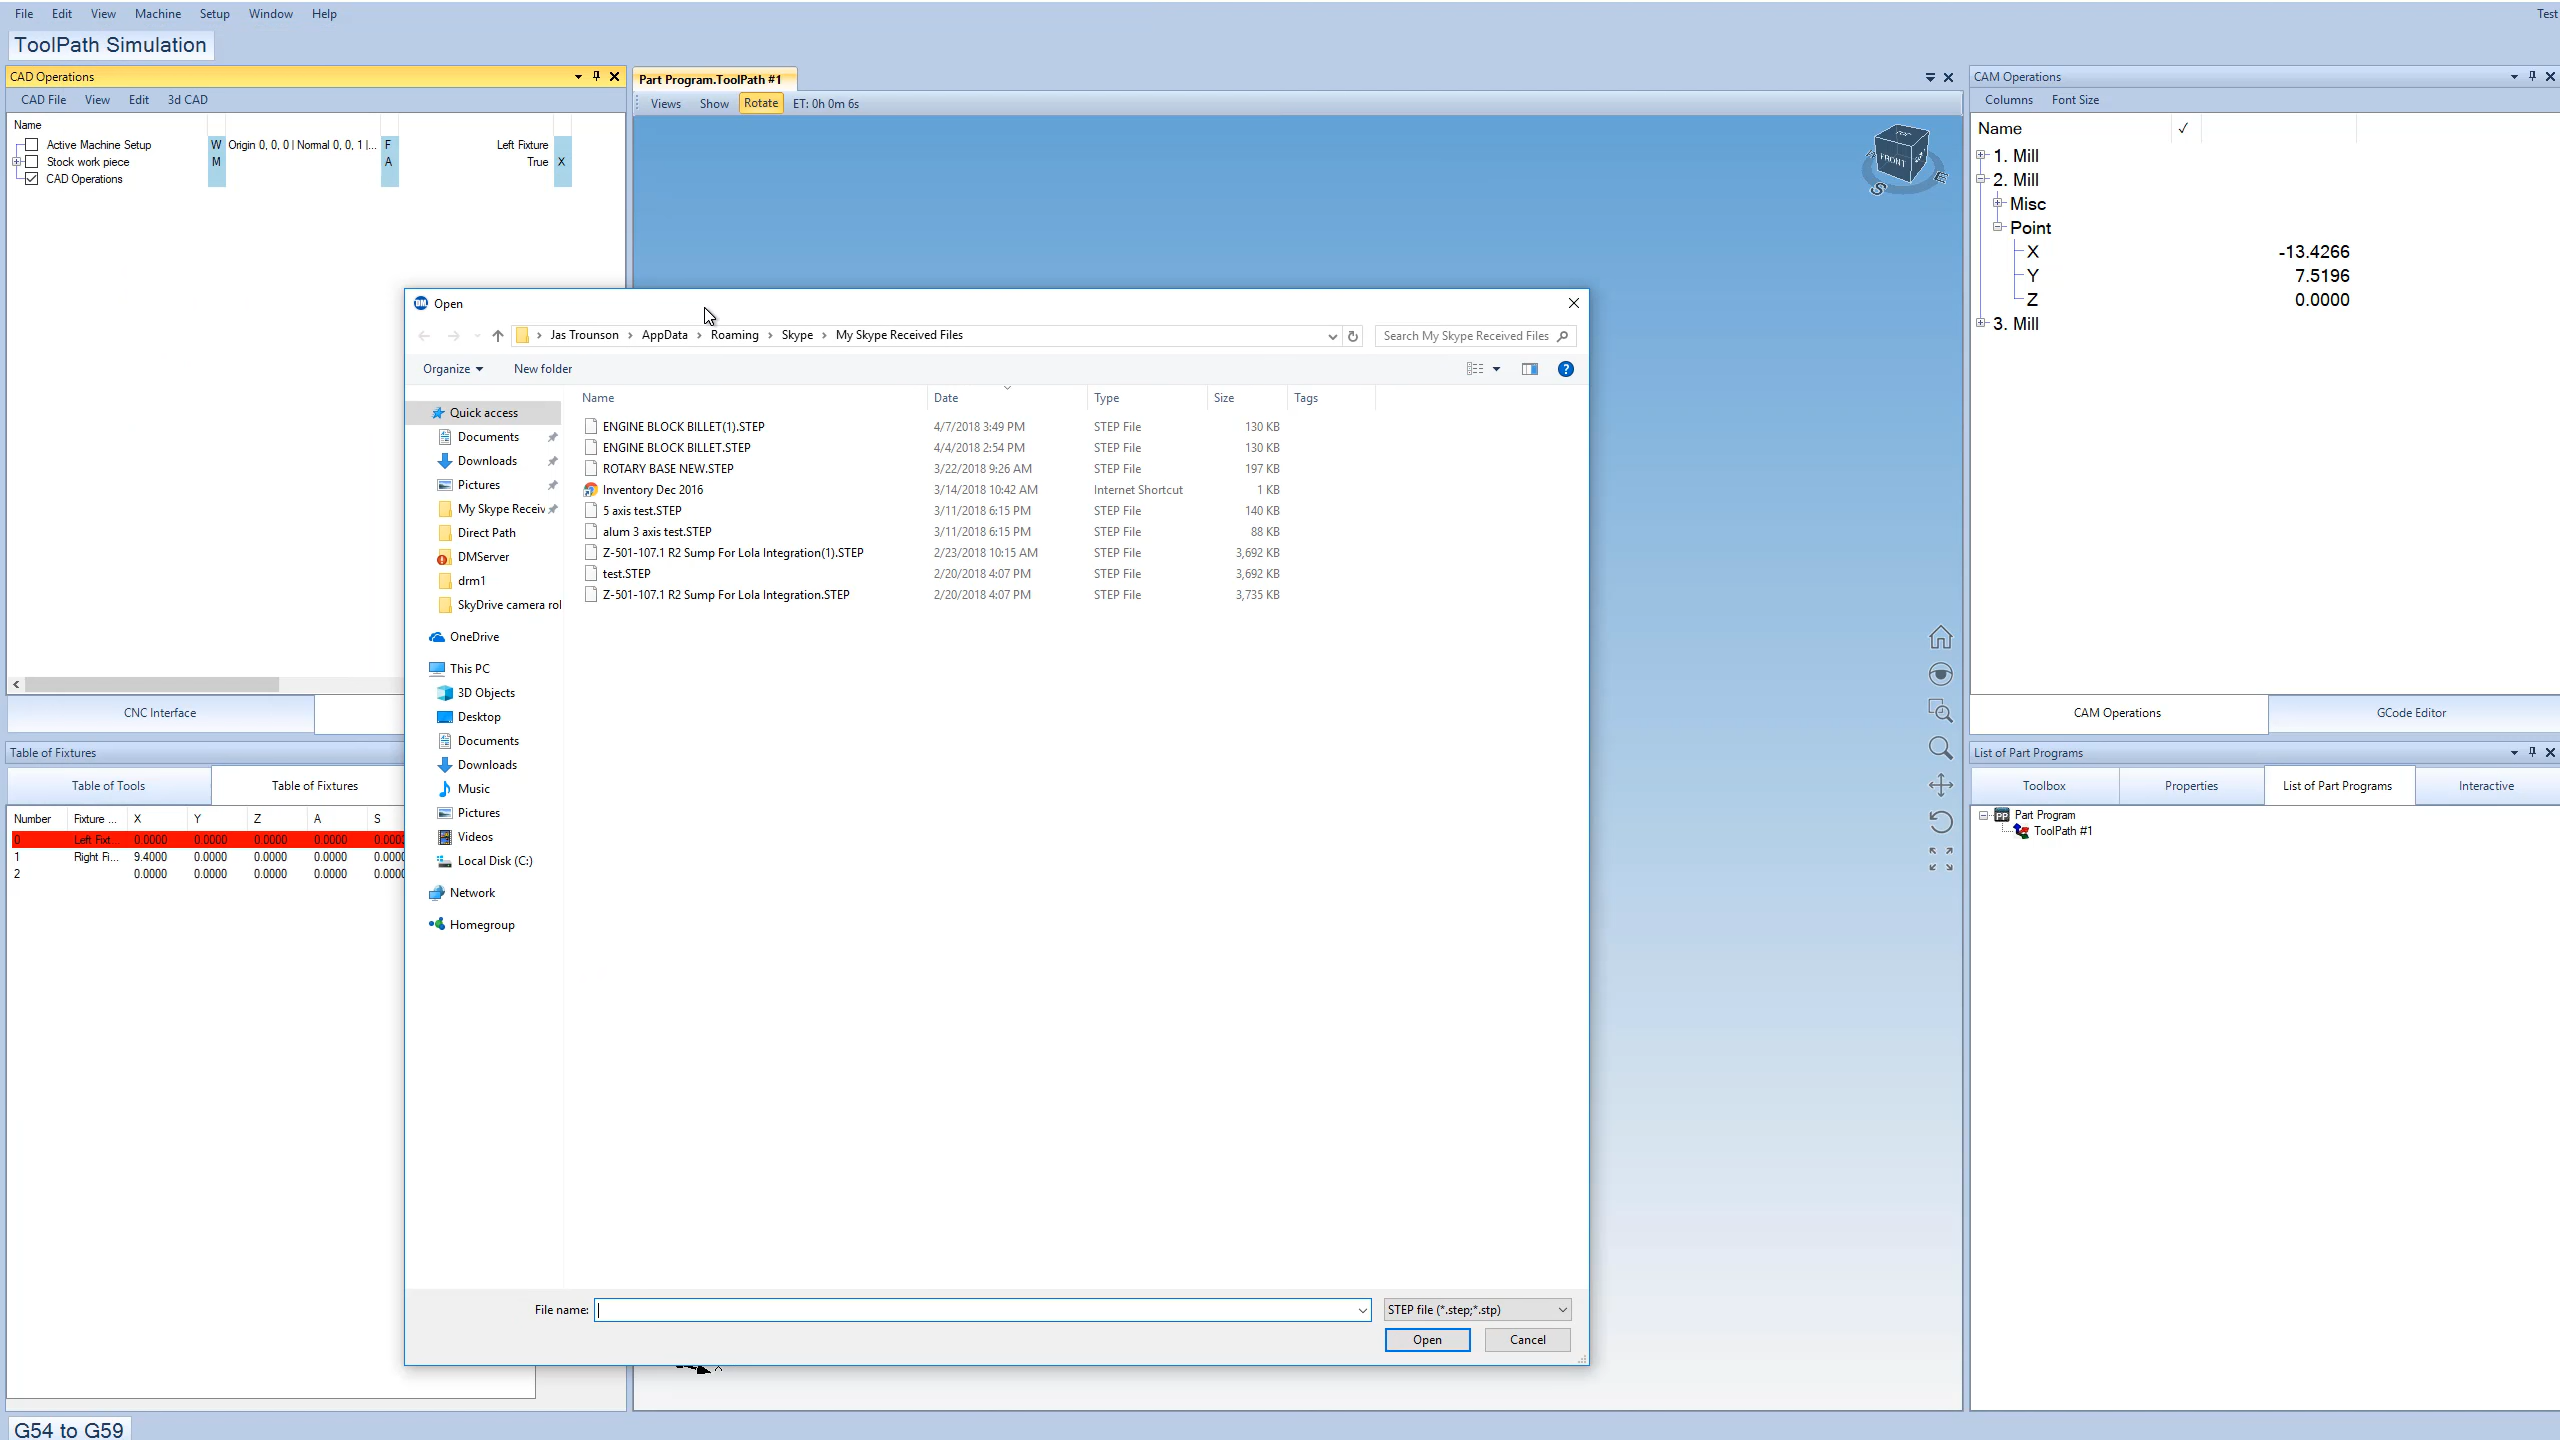 File Edit View Machine Setup Window Help Test
ToolPath Simulation
CAD Operations
CAD File View Edit 3d CAD
Name
Active Machine Setup W Origin 0, 0, 0 | Normal 0, 0, 1 |... F Left Fixture
Stock work piece M A True X
CAD Operations
CNC Interface
Table of Fixtures
Table of Tools Table of Fixtures
Number Fixture ... X Y Z A S
0 Left Fixt... 0.0000 0.0000 0.0000 0.0000 0.000
1 Right Fi... 9.4000 0.0000 0.0000 0.0000 0.000
2 0.0000 0.0000 0.0000 0.0000 0.000
G54 to G59
Part Program.ToolPath #1
Views Show Rotate ET: 0h 0m 6s
TOP
FRONT
S E
Open
Jas Trounson AppData Roaming Skype My Skype Received Files Search My Skype Received Files
Organize New folder
Quick access
Documents
Downloads
Pictures
My Skype Receiv
Direct Path
DMServer
drm1
SkyDrive camera rol
OneDrive
This PC
3D Objects
Desktop
Documents
Downloads
Music
Pictures
Videos
Local Disk (C:)
Network
Homegroup
Name Date Type Size Tags
ENGINE BLOCK BILLET(1).STEP 4/7/2018 3:49 PM STEP File 130 KB
ENGINE BLOCK BILLET.STEP 4/4/2018 2:54 PM STEP File 130 KB
ROTARY BASE NEW.STEP 3/22/2018 9:26 AM STEP File 197 KB
Inventory Dec 2016 3/14/2018 10:42 AM Internet Shortcut 1 KB
5 axis test.STEP 3/11/2018 6:15 PM STEP File 140 KB
alum 3 axis test.STEP 3/11/2018 6:15 PM STEP File 88 KB
Z-501-107.1 R2 Sump For Lola Integration(1).STEP 2/23/2018 10:15 AM STEP File 3,692 KB
test.STEP 2/20/2018 4:07 PM STEP File 3,692 KB
Z-501-107.1 R2 Sump For Lola Integration.STEP 2/20/2018 4:07 PM STEP File 3,735 KB
File name: STEP file (*.step;*.stp)
Open Cancel
CAM Operations
Columns Font Size
Name ✓
1. Mill
2. Mill
Misc
Point
X -13.4266
Y 7.5196
Z 0.0000
3. Mill
CAM Operations GCode Editor
List of Part Programs
Toolbox Properties List of Part Programs Interactive
PP Part Program
ToolPath #1